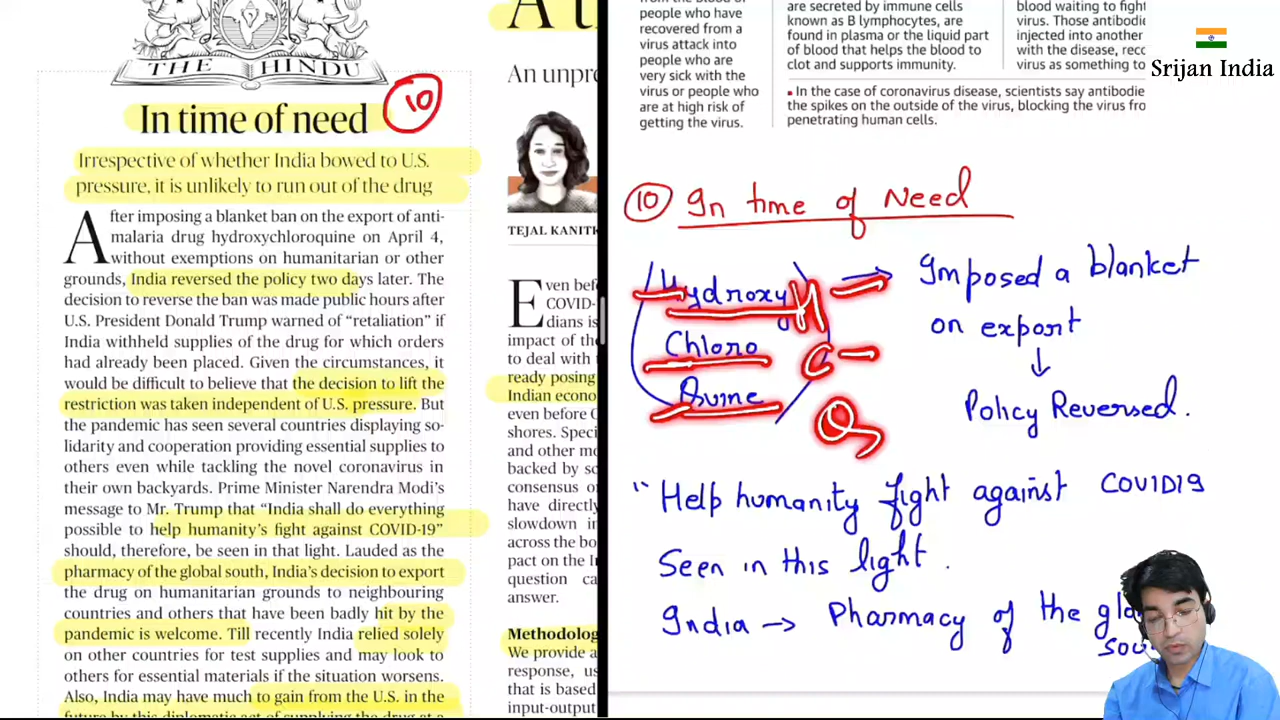 THE HINDU
In time of need
10
Irrespective of whether India bowed to U.S.
pressure, it is unlikely to run out of the drug
After imposing a blanket ban on the export of anti-
malaria drug hydroxychloroquine on April 4,
without exemptions on humanitarian or other
grounds, India reversed the policy two days later. The
decision to reverse the ban was made public hours after
U.S. President Donald Trump warned of “retaliation” if
India withheld supplies of the drug for which orders
had already been placed. Given the circumstances, it
would be difficult to believe that the decision to lift the
restriction was taken independent of U.S. pressure. But
the pandemic has seen several countries displaying so-
lidarity and cooperation providing essential supplies to
others even while tackling the novel coronavirus in
their own backyards. Prime Minister Narendra Modi’s
message to Mr. Trump that “India shall do everything
possible to help humanity’s fight against COVID-19”
should, therefore, be seen in that light. Lauded as the
pharmacy of the global south, India’s decision to export
the drug on humanitarian grounds to neighbouring
countries and others that have been badly hit by the
pandemic is welcome. Till recently India relied solely
on other countries for test supplies and may look to
others for essential materials if the situation worsens.
Also, India may have much to gain from the U.S. in the
future by this diplomatic act of supplying the drug at a
A t
An unpre
TEJAL KANITK
Even bef
COVID-
dians is
impact of the
to deal with
ready posing
Indian econo
even before C
shores. Speci
and other mo
backed by sc
consensus o
have directly
slowdown in
across the bo
pact on the I
question ca
answer.
Methodolog
We provide a
response, us
that is based
input-output
people who have
recovered from a
virus attack into
people who are
very sick with the
virus or people who
are at high risk of
getting the virus.
are secreted by immune cells
known as B lymphocytes, are
found in plasma or the liquid part
of blood that helps the blood to
clot and supports immunity.
blood waiting to fight
virus. Those antibodie
injected into another
with the disease, reco
virus as something to
In the case of coronavirus disease, scientists say antibodie
the spikes on the outside of the virus, blocking the virus fro
penetrating human cells.
Srijan India
10 In time of Need
Hydroxy H → Imposed a blanket
Chloro C – on export
Quine Q ↓
Policy Reversed.
"Help humanity fight against COVID19
Seen in this light.
India → Pharmacy of the glo
sou